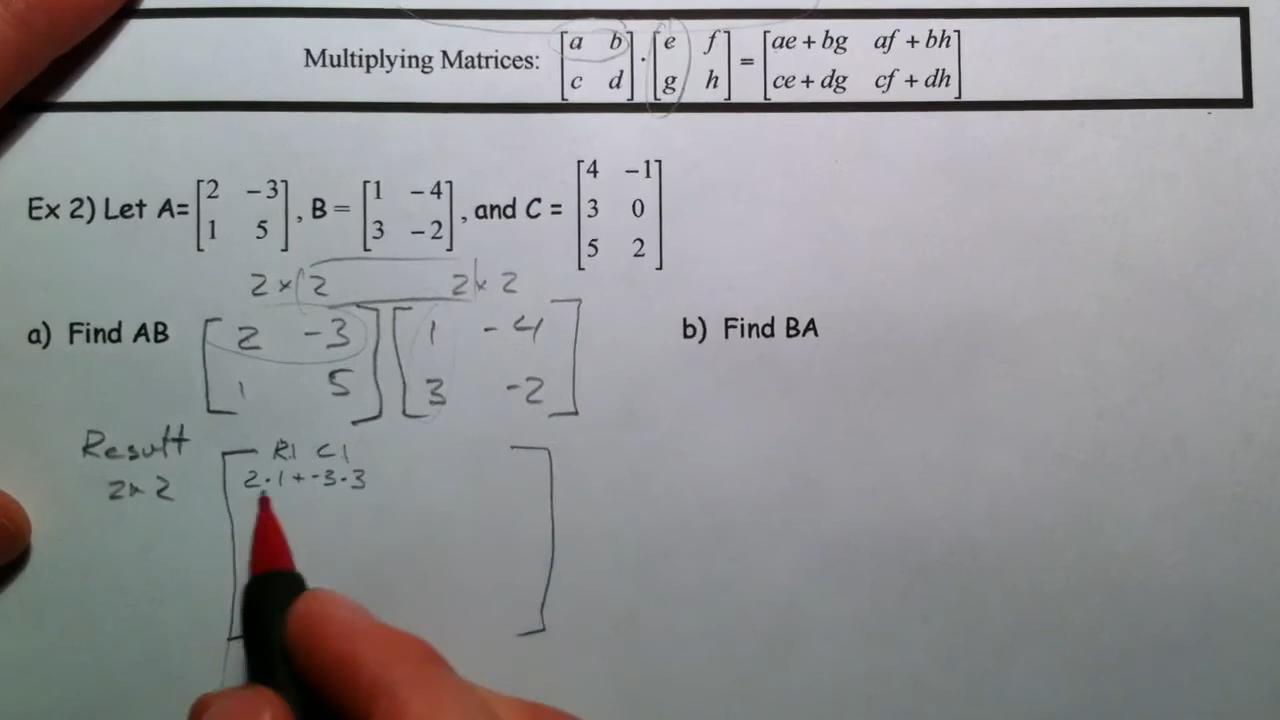 Multiplying Matrices: [a b] · [e f] = [ae + bg af + bh]
[c d] [g h] [ce + dg cf + dh]
Ex 2) Let A= [2 -3], B = [1 -4], and C = [4 -1]
[1 5] [3 -2] [3 0]
[5 2]
2 × 2 2 × 2
a) Find AB [2 -3] [1 -4] b) Find BA
[1 5] [3 -2]
Result R1 C1
2 × 2 [2·1 + -3·3 ]